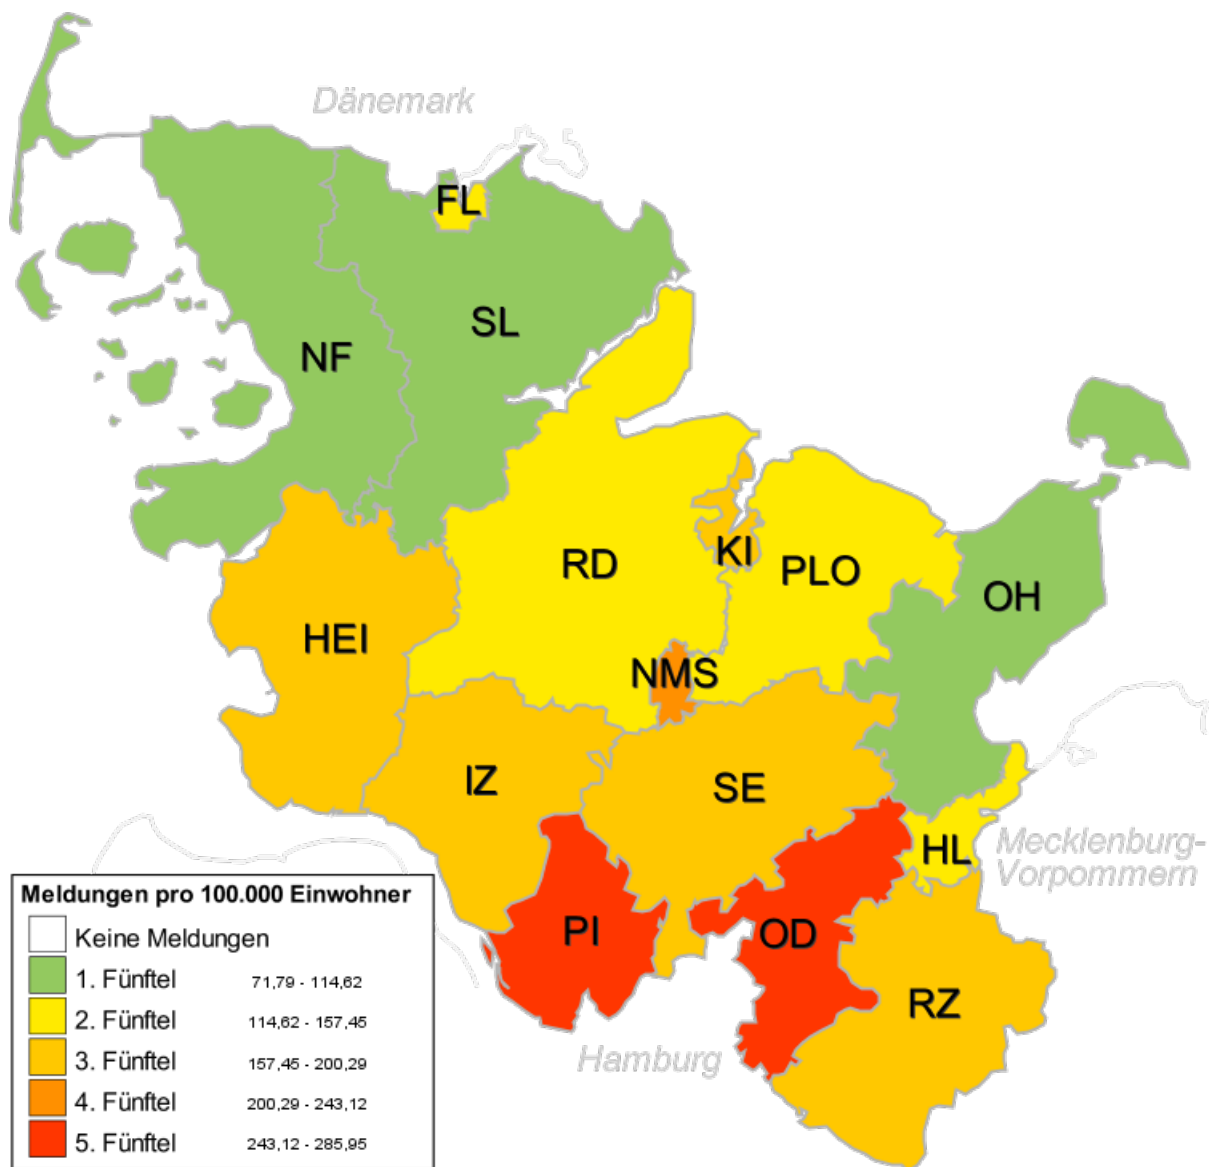 Dänemark
FL
SL
NF
RD
KI
PLO
OH
HEI
NMS
IZ
SE
HL
Mecklenburg-
Vorpommern
PI
OD
RZ
Hamburg
Meldungen pro 100.000 Einwohner
Keine Meldungen
1. Fünftel 71,79 - 114,62
2. Fünftel 114,62 - 157,45
3. Fünftel 157,45 - 200,29
4. Fünftel 200,29 - 243,12
5. Fünftel 243,12 - 285,95